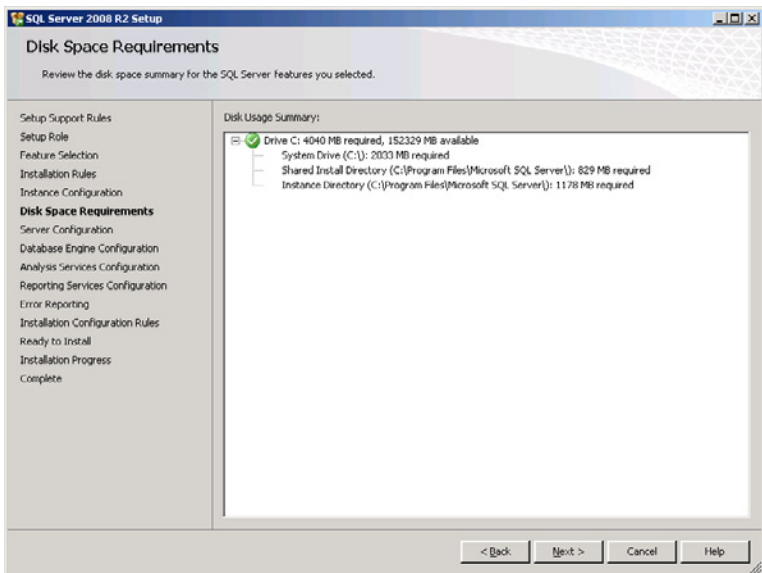 SQL Server 2008 R2 Setup
Disk Space Requirements
Review the disk space summary for the SQL Server features you selected.
Setup Support Rules
Setup Role
Feature Selection
Installation Rules
Instance Configuration
Disk Space Requirements
Server Configuration
Database Engine Configuration
Analysis Services Configuration
Reporting Services Configuration
Error Reporting
Installation Configuration Rules
Ready to Install
Installation Progress
Complete
Disk Usage Summary:
Drive C: 4040 MB required, 152329 MB available
System Drive (C:\): 2033 MB required
Shared Install Directory (C:\Program Files\Microsoft SQL Server\): 829 MB required
Instance Directory (C:\Program Files\Microsoft SQL Server\): 1178 MB required
< Back
Next >
Cancel
Help